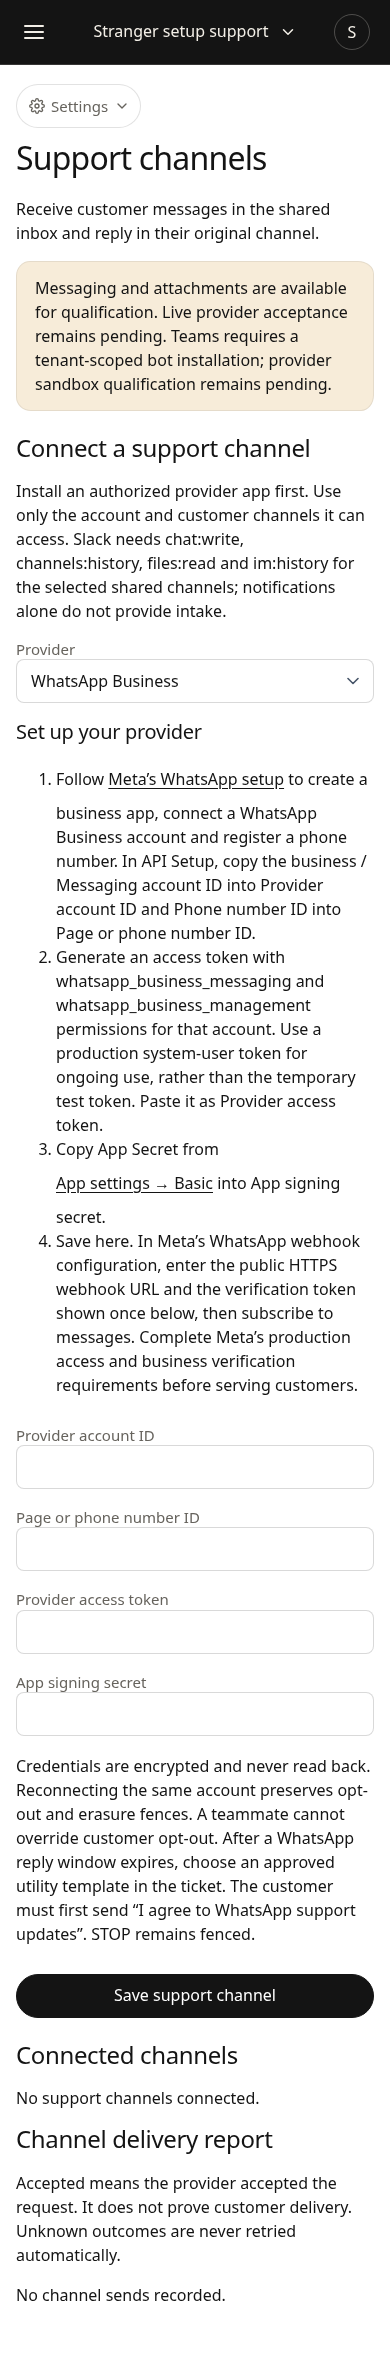 Stranger setup support
S
Settings
Support channels
Receive customer messages in the shared
inbox and reply in their original channel.
Messaging and attachments are available
for qualification. Live provider acceptance
remains pending. Teams requires a
tenant-scoped bot installation; provider
sandbox qualification remains pending.
Connect a support channel
Install an authorized provider app first. Use
only the account and customer channels it can
access. Slack needs chat:write,
channels:history, files:read and im:history for
the selected shared channels; notifications
alone do not provide intake.
Provider
WhatsApp Business
Set up your provider
1. Follow Meta’s WhatsApp setup to create a
business app, connect a WhatsApp
Business account and register a phone
number. In API Setup, copy the business /
Messaging account ID into Provider
account ID and Phone number ID into
Page or phone number ID.
2. Generate an access token with
whatsapp_business_messaging and
whatsapp_business_management
permissions for that account. Use a
production system-user token for
ongoing use, rather than the temporary
test token. Paste it as Provider access
token.
3. Copy App Secret from
App settings → Basic into App signing
secret.
4. Save here. In Meta’s WhatsApp webhook
configuration, enter the public HTTPS
webhook URL and the verification token
shown once below, then subscribe to
messages. Complete Meta’s production
access and business verification
requirements before serving customers.
Provider account ID
Page or phone number ID
Provider access token
App signing secret
Credentials are encrypted and never read back.
Reconnecting the same account preserves opt-
out and erasure fences. A teammate cannot
override customer opt-out. After a WhatsApp
reply window expires, choose an approved
utility template in the ticket. The customer
must first send “I agree to WhatsApp support
updates”. STOP remains fenced.
Save support channel
Connected channels
No support channels connected.
Channel delivery report
Accepted means the provider accepted the
request. It does not prove customer delivery.
Unknown outcomes are never retried
automatically.
No channel sends recorded.